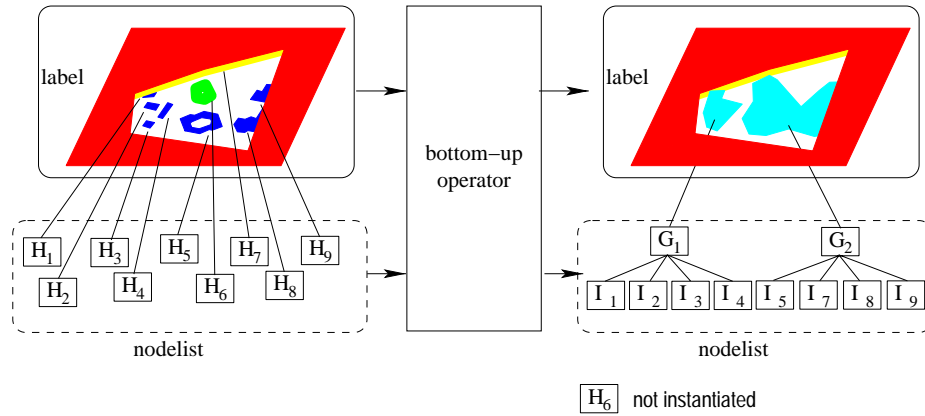 label
label
bottom−up
operator
H1
H2
H3
H4
H5
H6
H7
H8
H9
nodelist
G1
G2
I1
I2
I3
I4
I5
I7
I8
I9
nodelist
H6 not instantiated